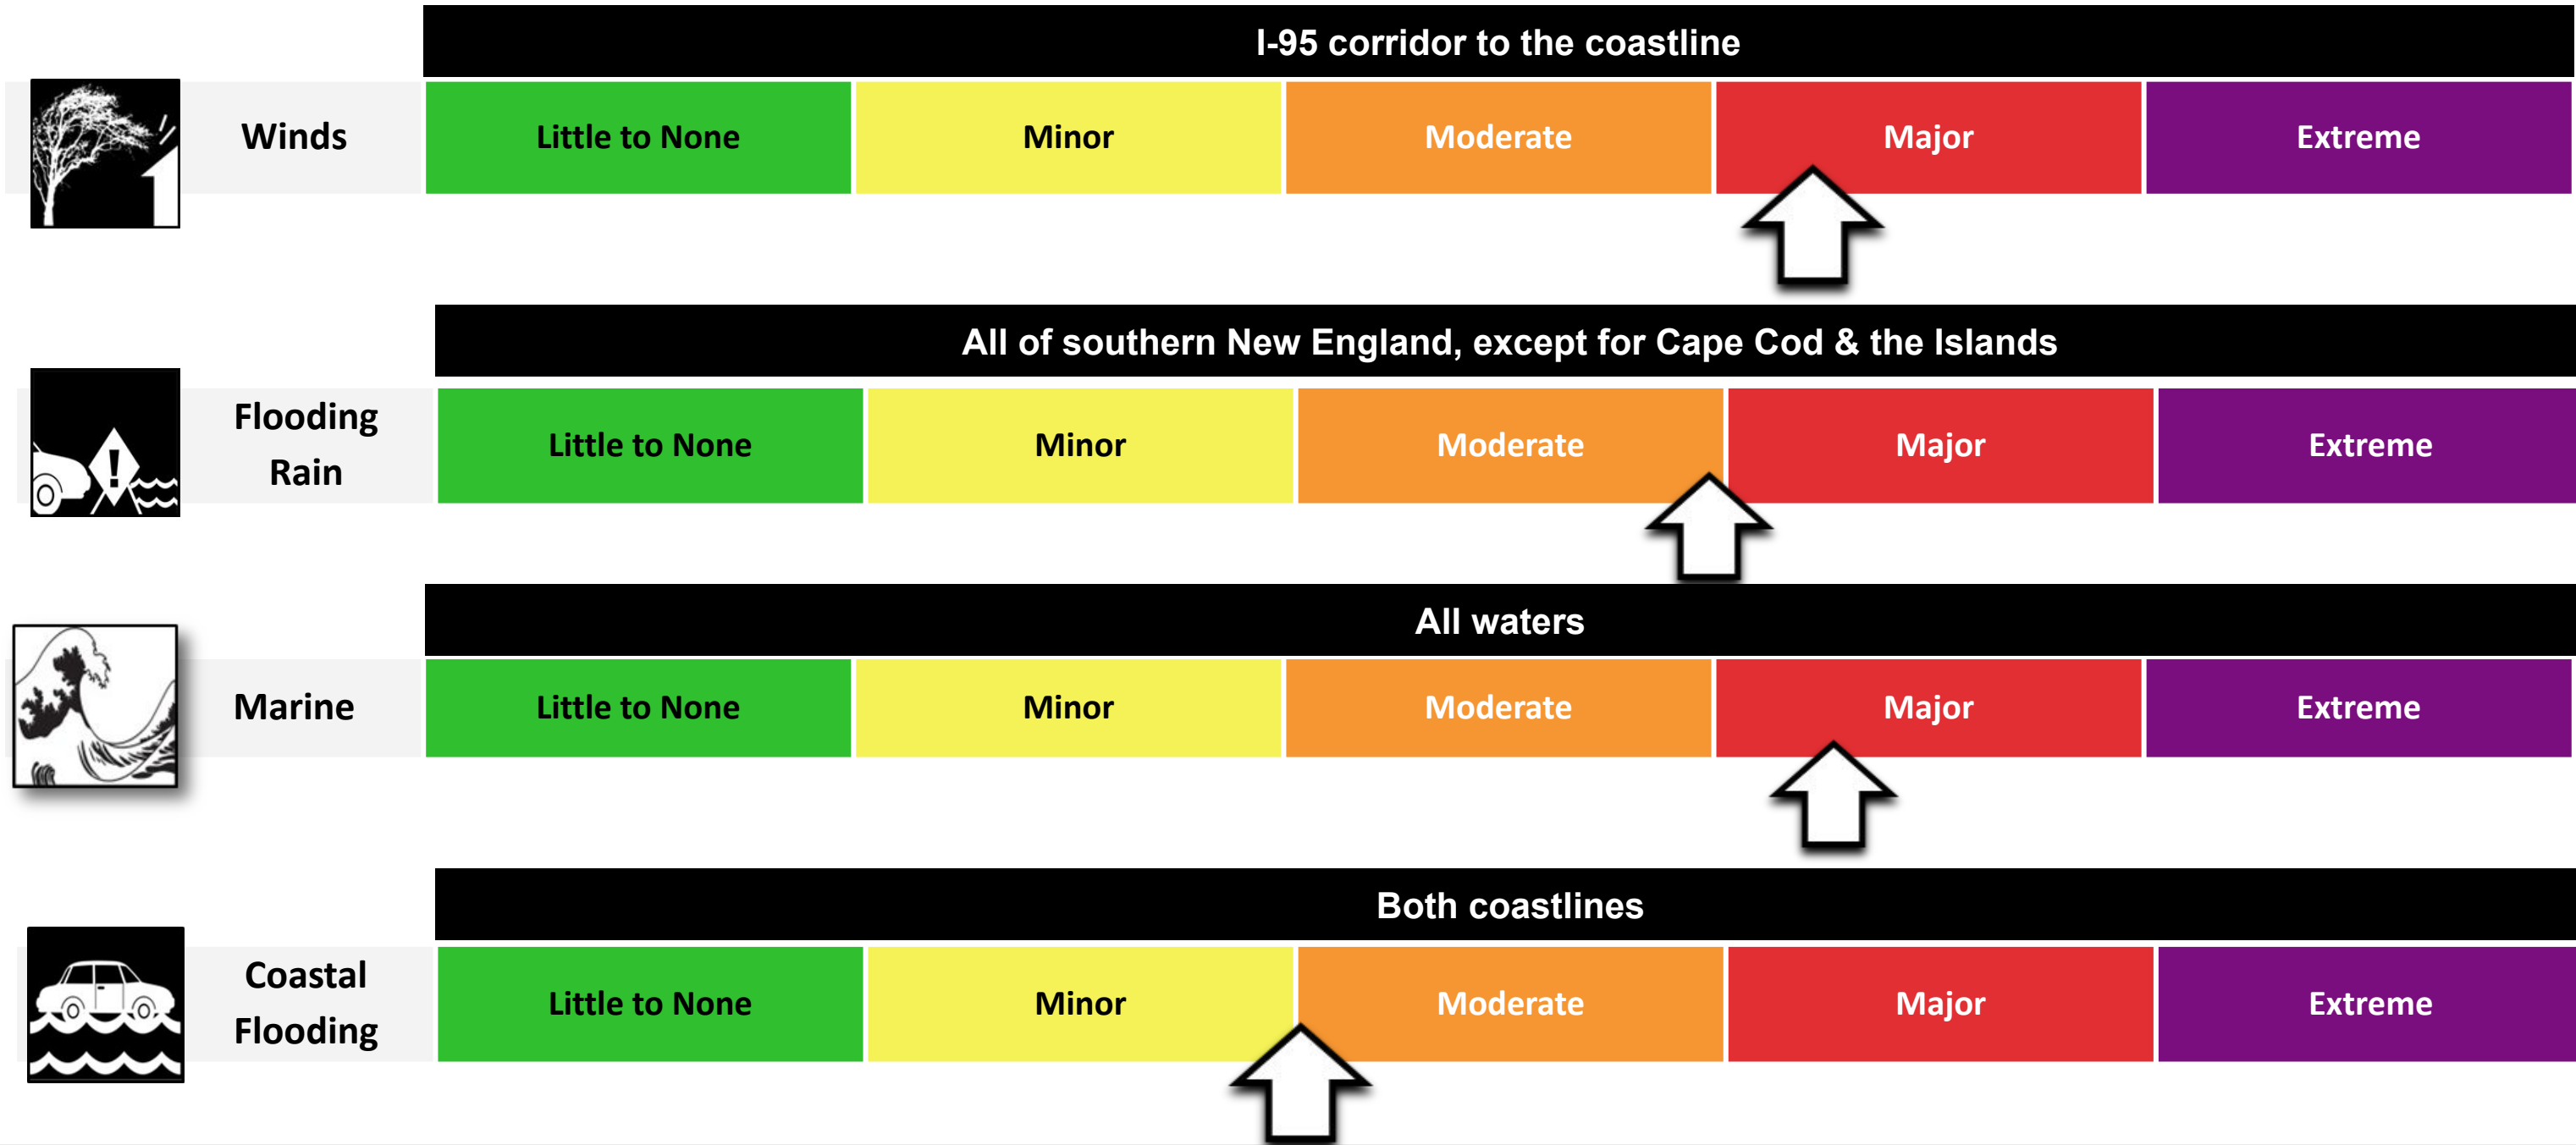 I-95 corridor to the coastline
Winds
Little to None
Minor
Moderate
Major
Extreme
All of southern New England, except for Cape Cod & the Islands
Flooding
Rain
!
Little to None
Minor
Moderate
Major
Extreme
All waters
Marine
Little to None
Minor
Moderate
Major
Extreme
Both coastlines
Coastal
Flooding
Little to None
Minor
Moderate
Major
Extreme